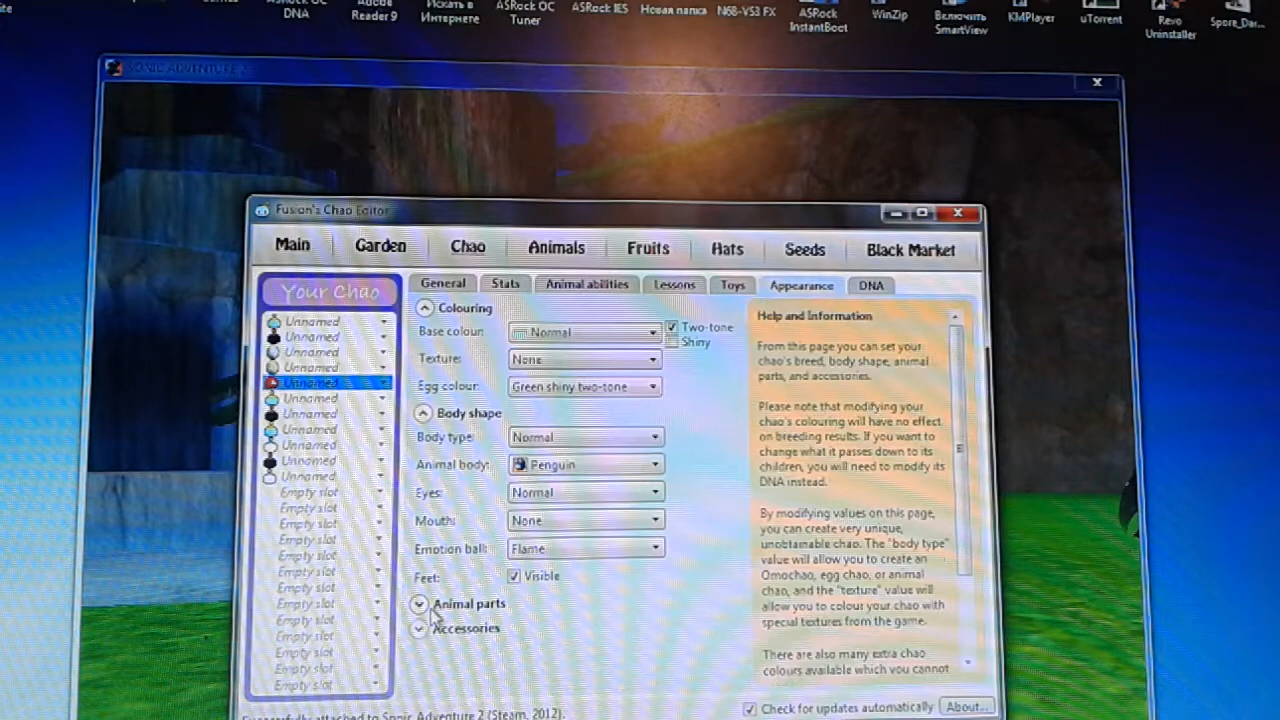 ASRock OC
DNA
Adobe
Reader 9
Искать в
Интернете
ASRock OC
Tuner
ASRock IES
Новая папка
N68-VS3 FX
ASRock
InstantBoot
WinZip
Включить
SmartView
KMPlayer
uTorrent
Revo
Uninstaller
Spore_Dar...
SONIC ADVENTURE 2
Fusion's Chao Editor
Main Garden Chao Animals Fruits Hats Seeds Black Market
Your Chao
Unnamed
Unnamed
Unnamed
Unnamed
Unnamed
Unnamed
Unnamed
Unnamed
Unnamed
Unnamed
Unnamed
Empty slot
Empty slot
Empty slot
Empty slot
Empty slot
Empty slot
Empty slot
Empty slot
Empty slot
Empty slot
Empty slot
Empty slot
Empty slot
General Stats Animal abilities Lessons Toys Appearance DNA
Colouring
Base colour: Normal Two-tone
Shiny
Texture: None
Egg colour: Green shiny two-tone
Body shape
Body type: Normal
Animal body: Penguin
Eyes: Normal
Mouth: None
Emotion ball: Flame
Feet: Visible
Animal parts
Accessories
Help and Information
From this page you can set your
chao's breed, body shape, animal
parts, and accessories.
Please note that modifying your
chao's colouring will have no effect
on breeding results. If you want to
change what it passes down to its
children, you will need to modify its
DNA instead.
By modifying values on this page,
you can create very unique,
unobtainable chao. The "body type"
value will allow you to create an
Omochao, egg chao, or animal
chao, and the "texture" value will
allow you to colour your chao with
special textures from the game.
There are also many extra chao
colours available which you cannot
Successfully attached to Sonic Adventure 2 (Steam, 2012).
Check for updates automatically About...